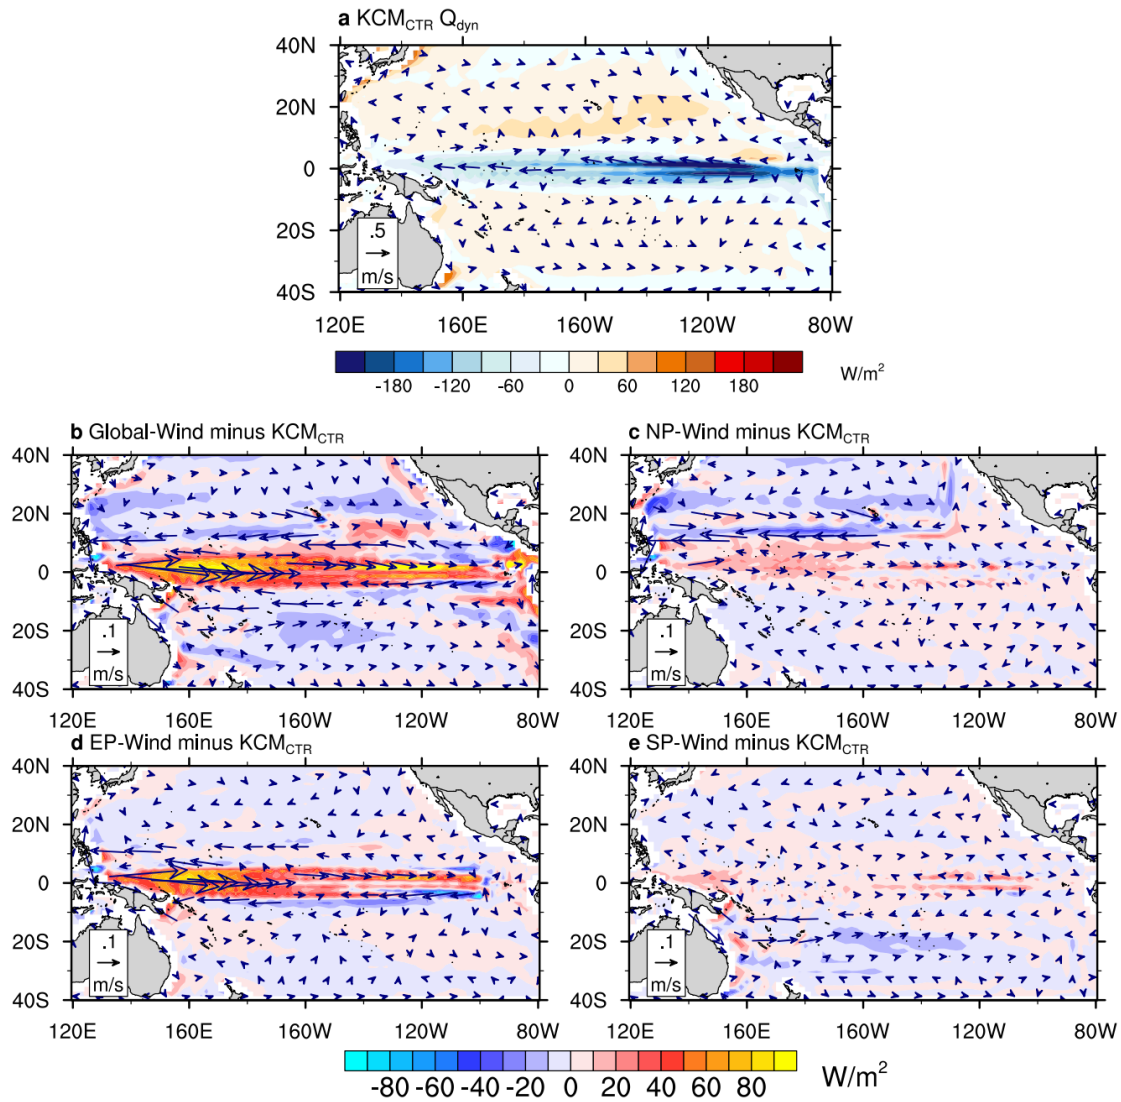 a KCM_CTR Q_dyn
40N
20N
0
20S
40S
.5
m/s
120E 160E 160W 120W 80W
-180 -120 -60 0 60 120 180 W/m²
b Global-Wind minus KCM_CTR
c NP-Wind minus KCM_CTR
40N 40N
20N 20N
0 0
20S 20S
40S 40S
.1 .1
m/s m/s
120E 160E 160W 120W 80W 120E 160E 160W 120W 80W
d EP-Wind minus KCM_CTR
e SP-Wind minus KCM_CTR
40N 40N
20N 20N
0 0
20S 20S
40S 40S
.1 .1
m/s m/s
120E 160E 160W 120W 80W 120E 160E 160W 120W 80W
-80 -60 -40 -20 0 20 40 60 80 W/m²